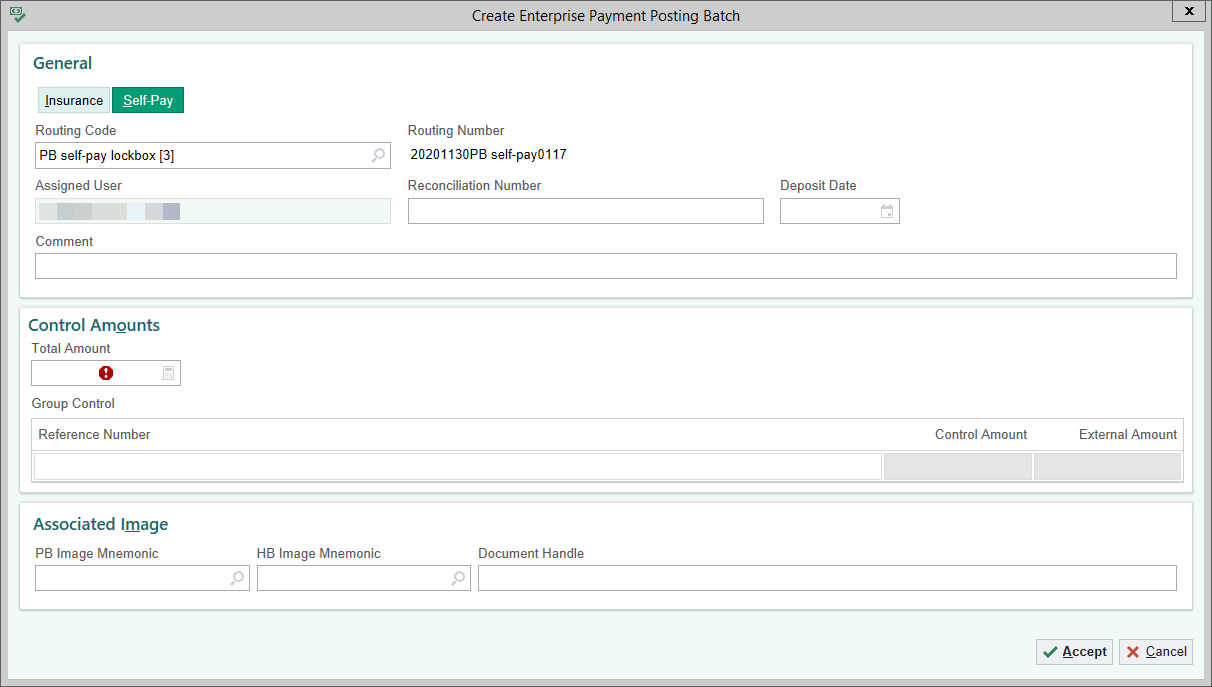 Create Enterprise Payment Posting Batch
General
Insurance Self-Pay
Routing Code Routing Number
PB self-pay lockbox [3] 20201130PB self-pay0117
Assigned User Reconciliation Number Deposit Date
Comment
Control Amounts
Total Amount
Group Control
Reference Number Control Amount External Amount
Associated Image
PB Image Mnemonic HB Image Mnemonic Document Handle
Accept Cancel